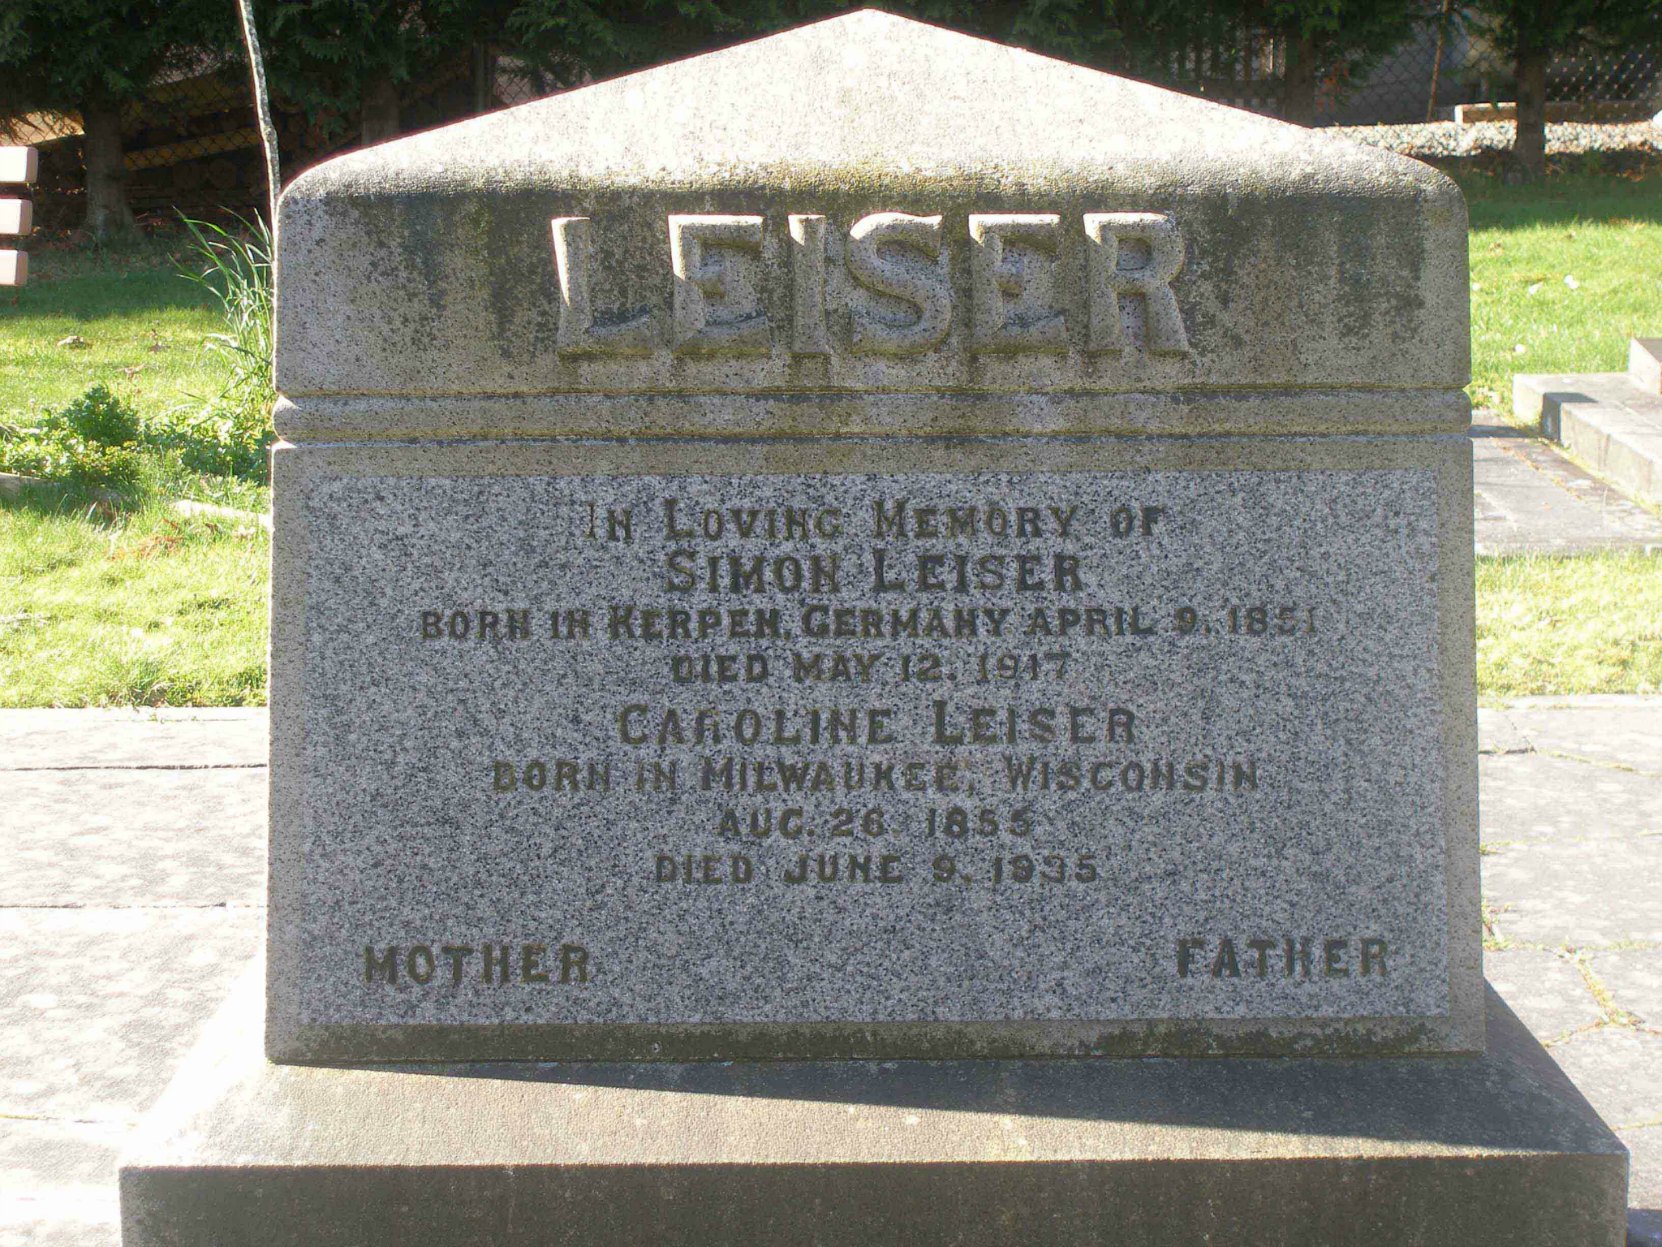 LEISER
IN LOVING MEMORY OF
SIMON LEISER
BORN IN KERPEN, GERMANY APRIL 9. 1851
DIED MAY 12. 1917
CAROLINE LEISER
BORN IN MILWAUKEE, WISCONSIN
AUG. 26. 1855
DIED JUNE 9. 1935
MOTHER FATHER